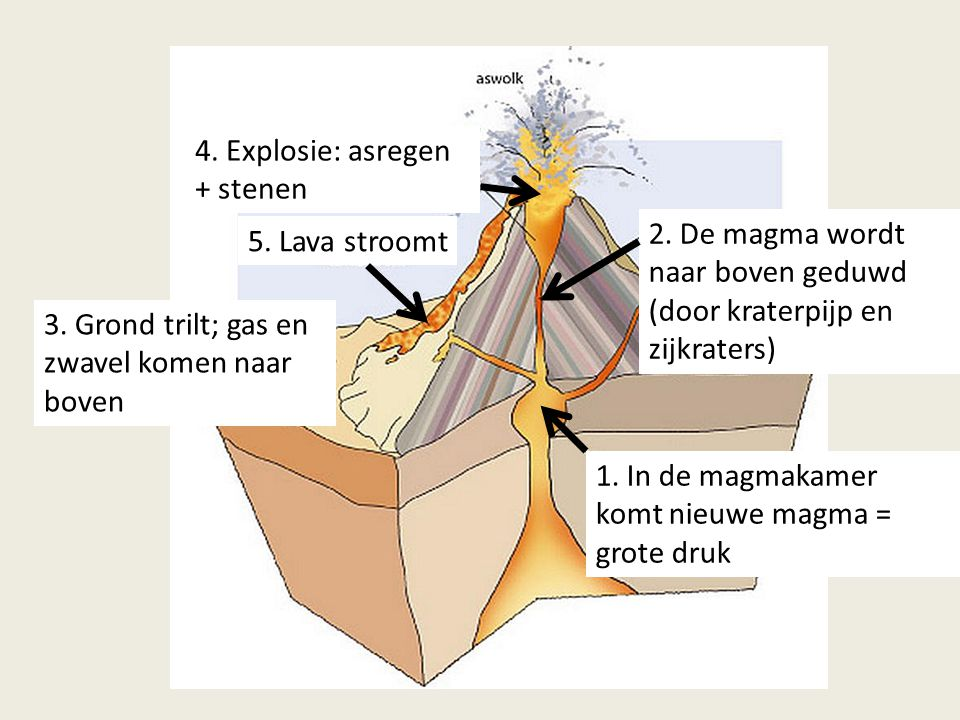 aswolk
4. Explosie: asregen
+ stenen
5. Lava stroomt
2. De magma wordt
naar boven geduwd
(door kraterpijp en
zijkraters)
3. Grond trilt; gas en
zwavel komen naar
boven
1. In de magmakamer
komt nieuwe magma =
grote druk